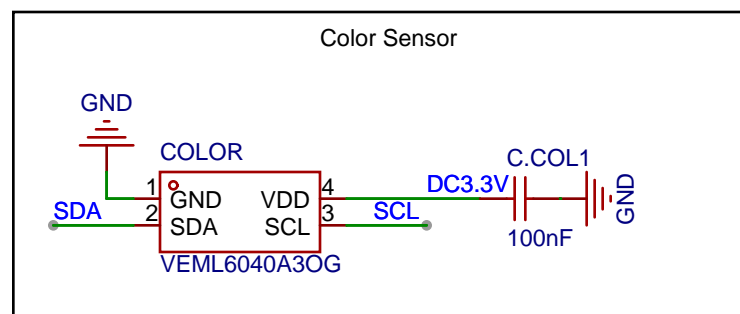 Color Sensor
GND
COLOR
C.COL1
1
GND
VDD
4
DC3.3V
GND
SDA
2
SDA
SCL
3
SCL
100nF
VEML6040A3OG